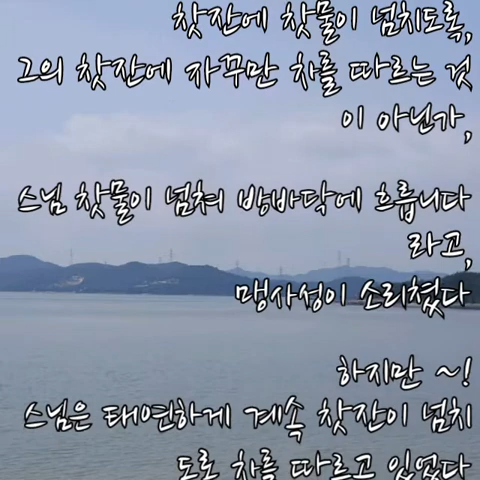 찻잔에 찻물이 넘치도록,
그의 찻잔에 자꾸만 차를 따르는 것
이 아닌가,
스님 찻물이 넘쳐 방바닥에 흐릅니다
라고,
맹사성이 소리쳤다
하지만 ~!
스님은 태연하게 계속 찻잔이 넘치
도록 차를 따르고 있었다